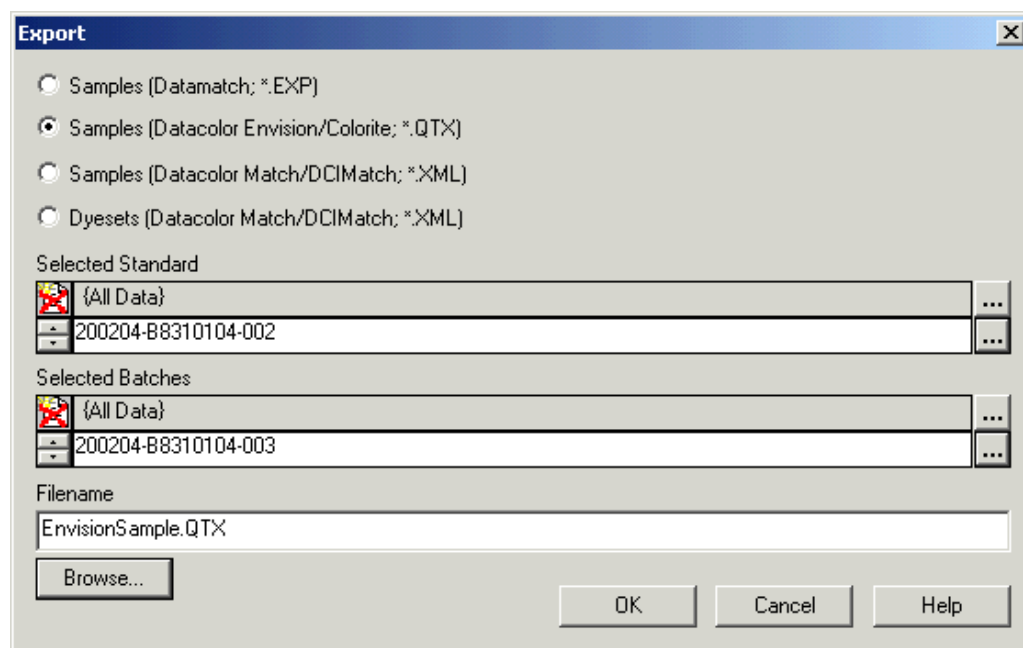 Export
Samples (Datamatch; *.EXP)
Samples (Datacolor Envision/Colorite; *.QTX)
Samples (Datacolor Match/DCIMatch; *.XML)
Dyesets (Datacolor Match/DCIMatch; *.XML)
Selected Standard
{All Data}
...
200204-B8310104-002
...
Selected Batches
{All Data}
...
200204-B8310104-003
...
Filename
EnvisionSample.QTX
Browse...
OK Cancel Help